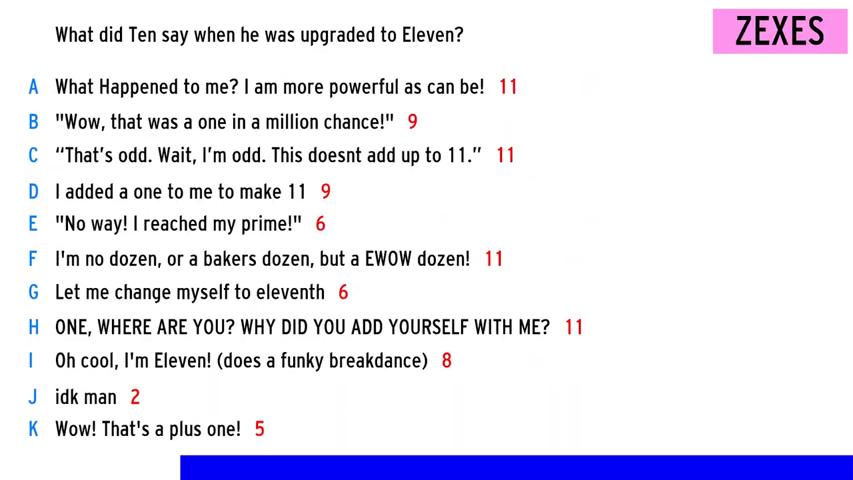 What did Ten say when he was upgraded to Eleven?
ZEXES
A What Happened to me? I am more powerful as can be! 11
B "Wow, that was a one in a million chance!" 9
C “That’s odd. Wait, I’m odd. This doesnt add up to 11.” 11
D I added a one to me to make 11 9
E "No way! I reached my prime!" 6
F I'm no dozen, or a bakers dozen, but a EWOW dozen! 11
G Let me change myself to eleventh 6
H ONE, WHERE ARE YOU? WHY DID YOU ADD YOURSELF WITH ME? 11
I Oh cool, I'm Eleven! (does a funky breakdance) 8
J idk man 2
K Wow! That's a plus one! 5